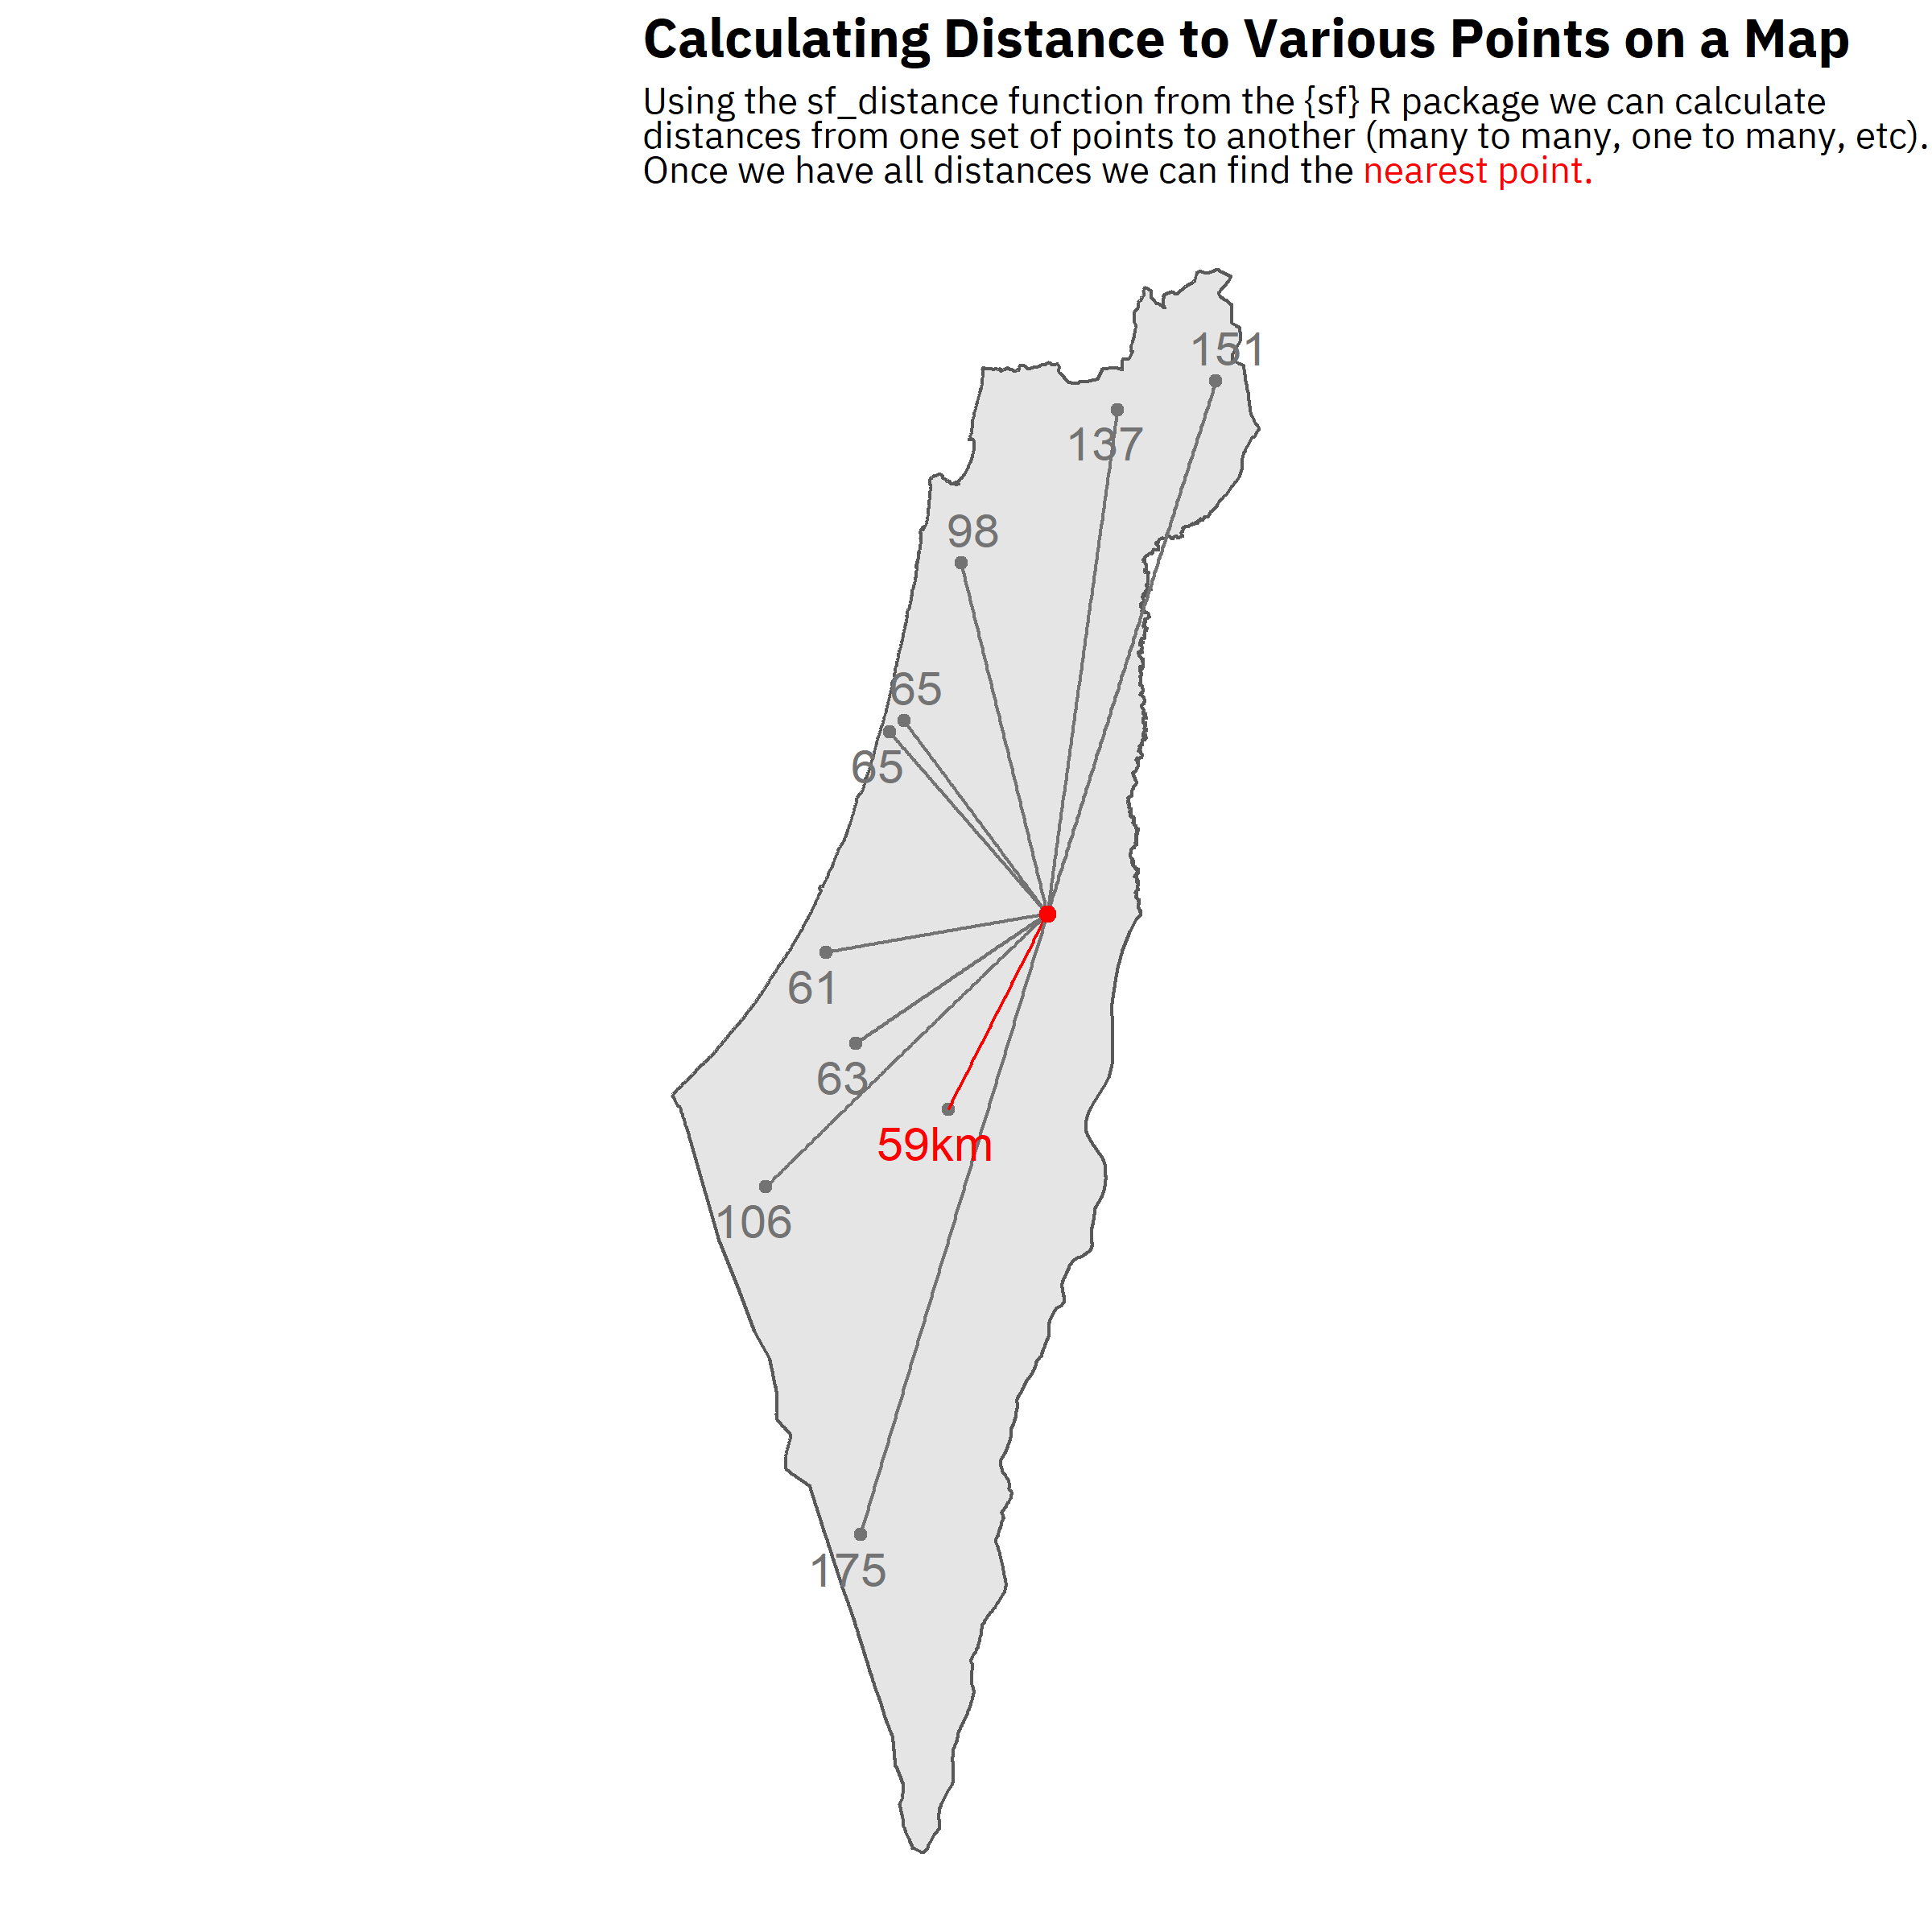 Calculating Distance to Various Points on a Map
Using the sf_distance function from the {sf} R package we can calculate
distances from one set of points to another (many to many, one to many, etc).
Once we have all distances we can find the nearest point.
151
137
98
65
65
61
63
59km
106
175